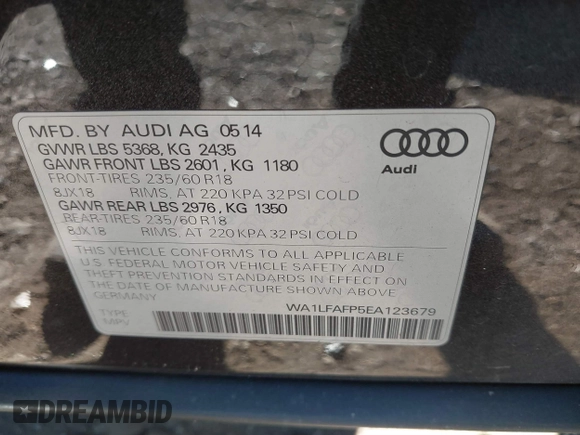 MFD. BY AUDI AG 0514
GVWR LBS 5368, KG 2435
GAWR FRONT LBS 2601, KG 1180
FRONT-TIRES 235/60 R18
8JX18 RIMS, AT 220 KPA 32 PSI COLD
GAWR REAR LBS 2976, KG 1350
REAR-TIRES 235/60 R18
8JX18 RIMS, AT 220 KPA 32 PSI COLD
THIS VEHICLE CONFORMS TO ALL APPLICABLE
U.S. FEDERAL MOTOR VEHICLE SAFETY AND
THEFT PREVENTION STANDARDS IN EFFECT ON THE
DATE OF MANUFACTURE SHOWN ABOVE
GERMANY
WA1LFAFP5EA123679
TYPE
MPV
Audi
DREAMBID